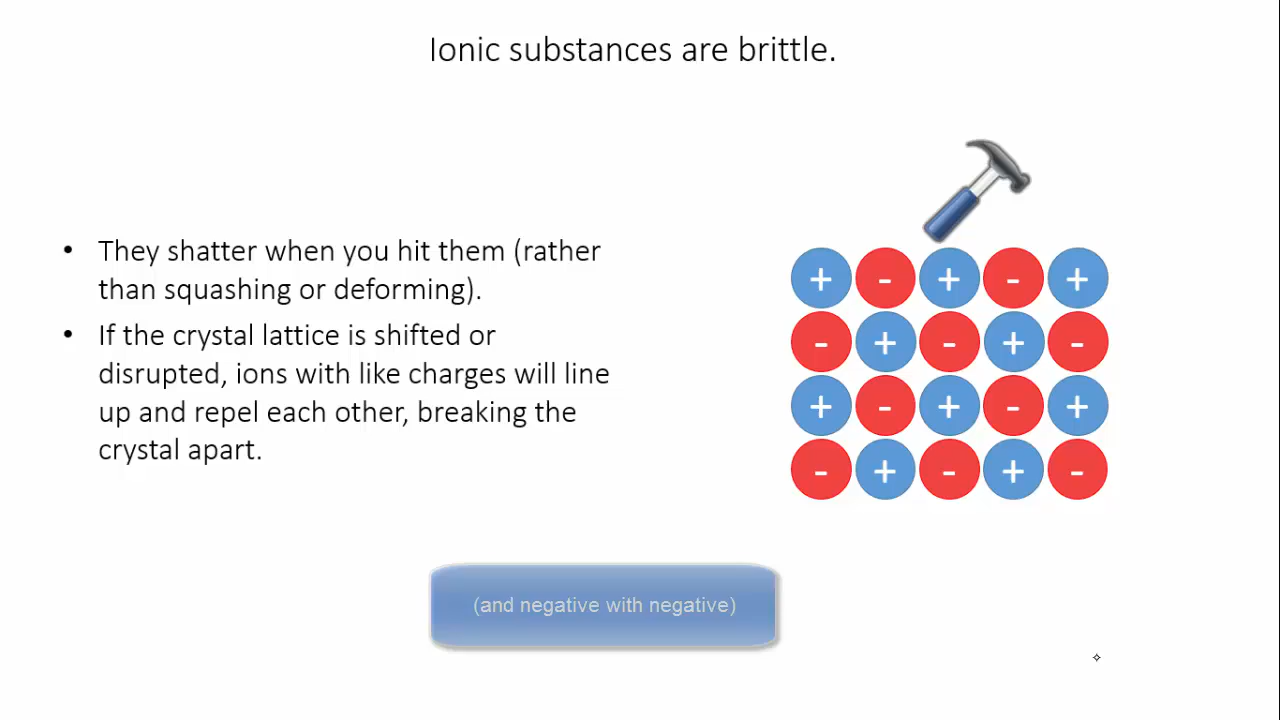 Ionic substances are brittle.
• They shatter when you hit them (rather
than squashing or deforming).
• If the crystal lattice is shifted or
disrupted, ions with like charges will line
up and repel each other, breaking the
crystal apart.
+ - + - +
- + - + -
+ - + - +
- + - + -
(and negative with negative)